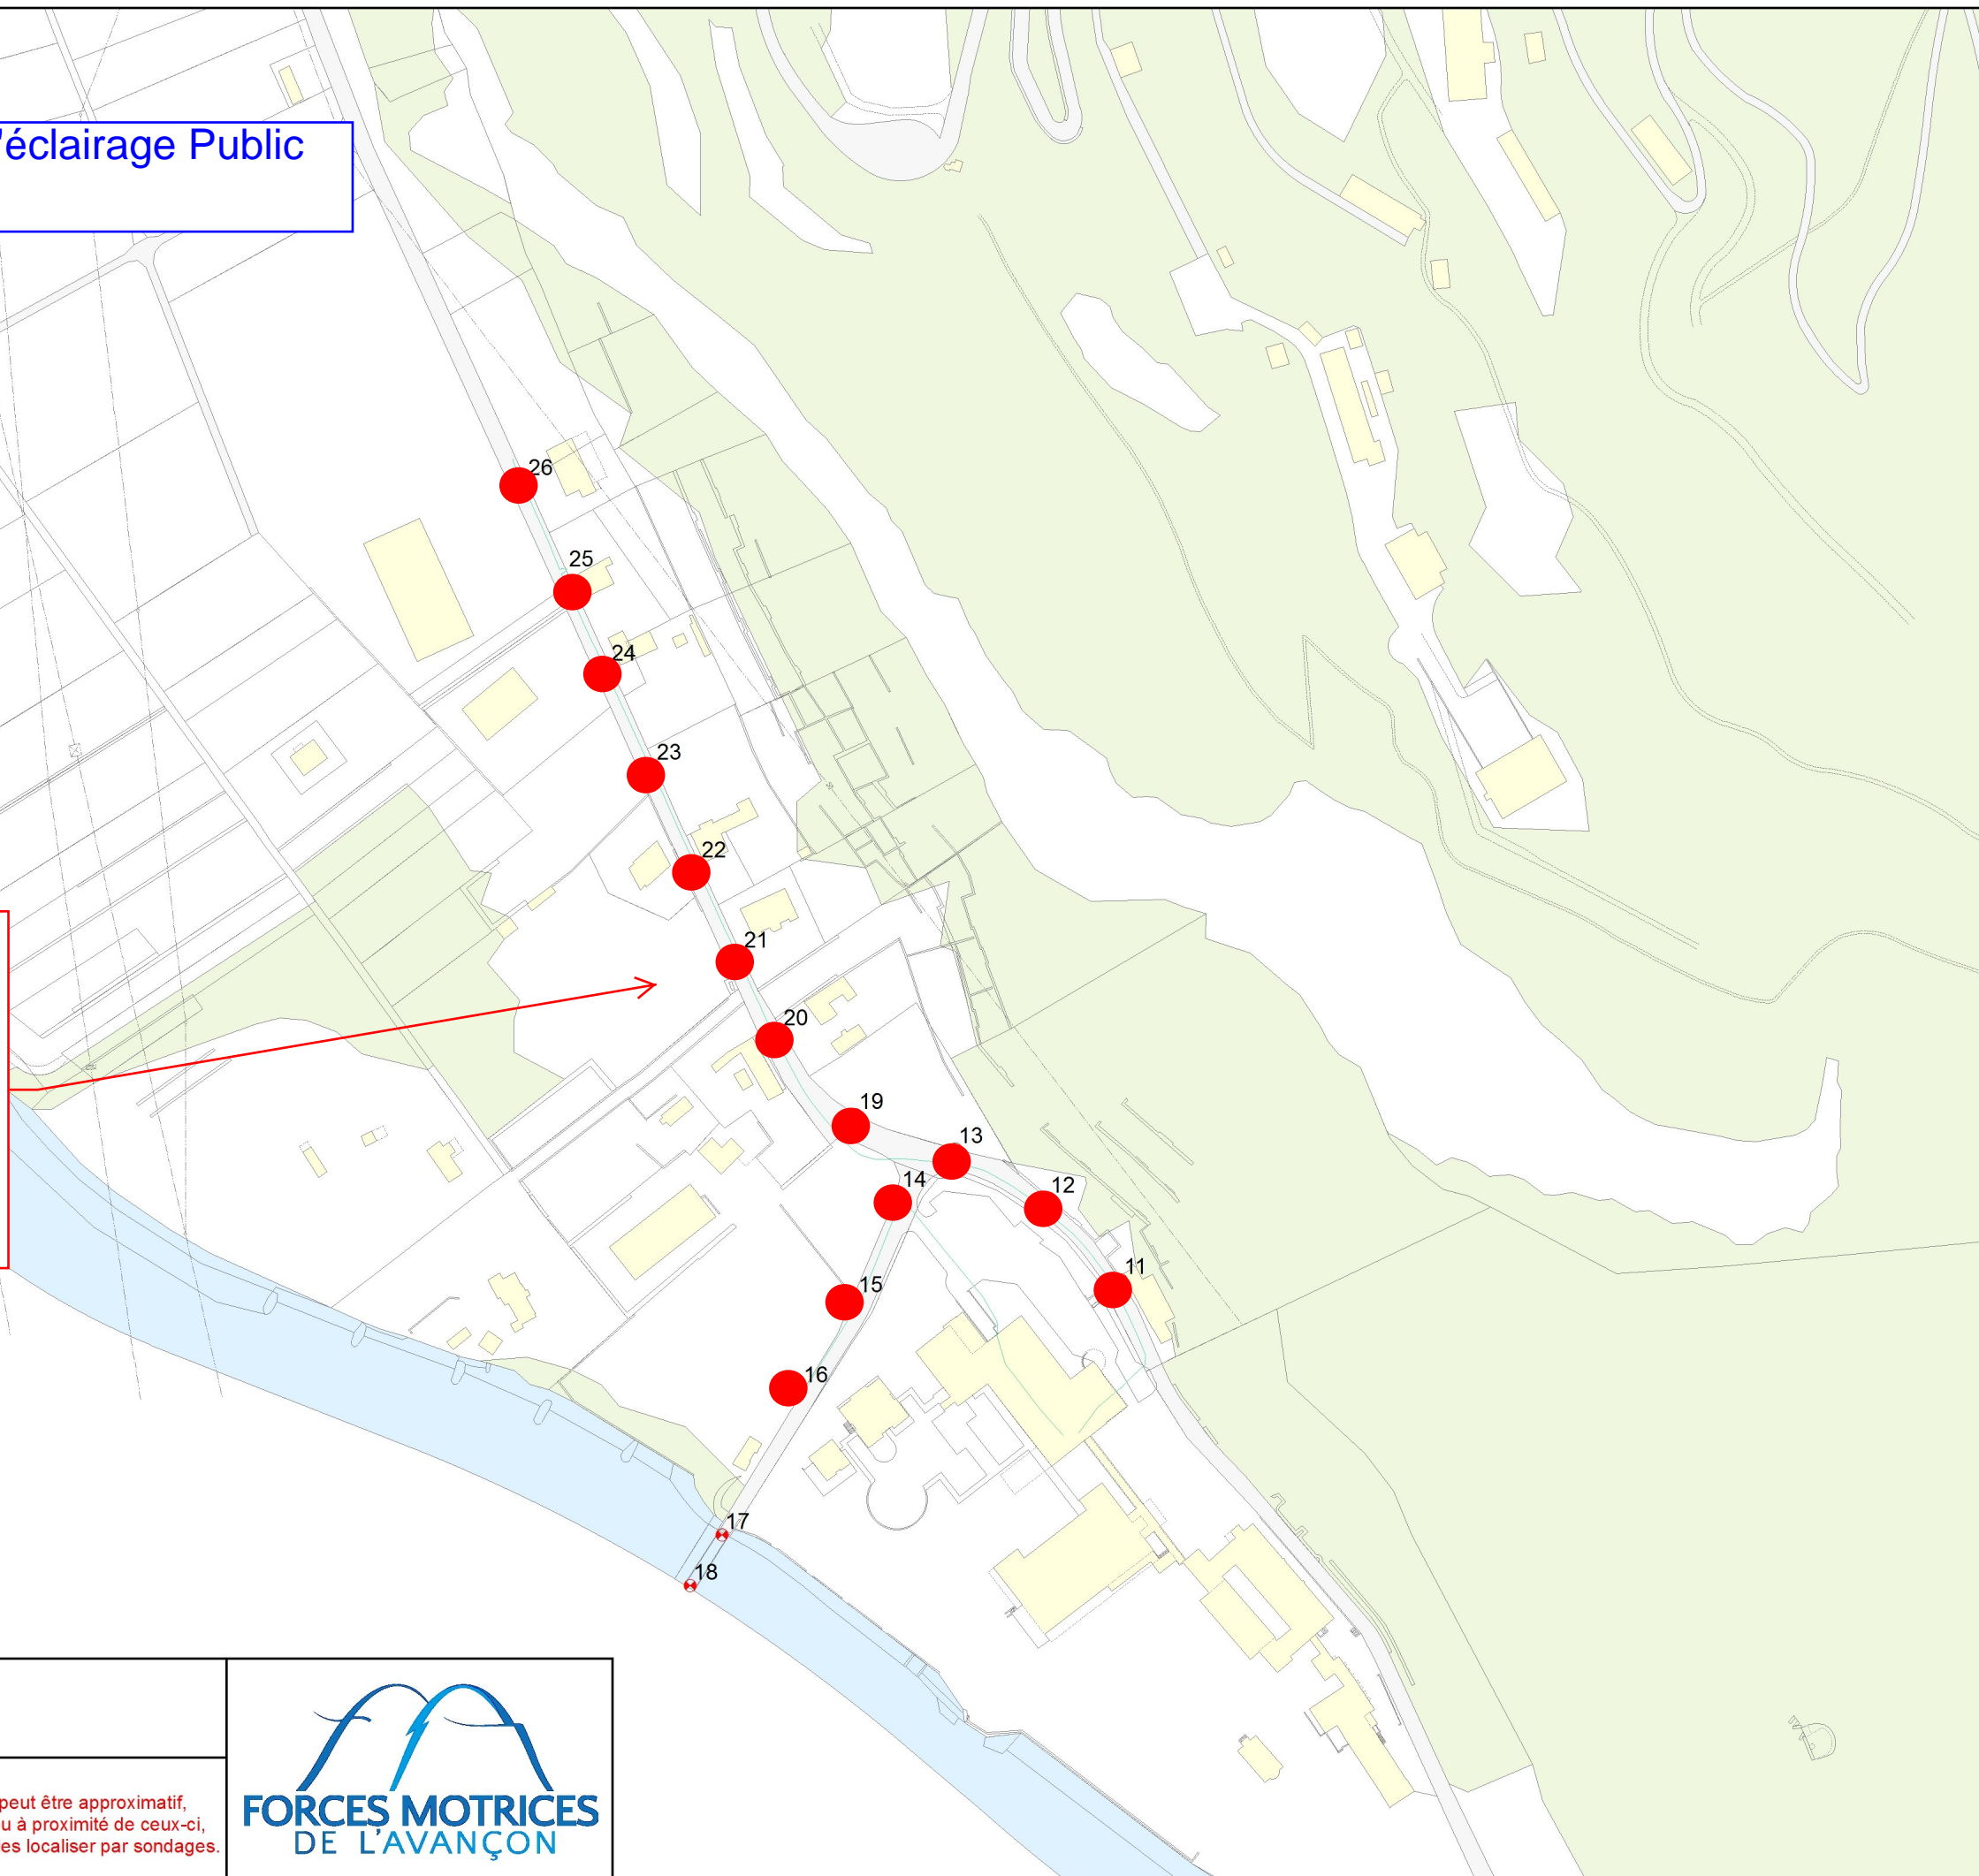 'éclairage Public
26
25
24
23
22
21
20
19
13
14
12
11
15
16
17
18
peut être approximatif,
u à proximité de ceux-ci,
es localiser par sondages.
FORCES MOTRICES
DE L'AVANÇON